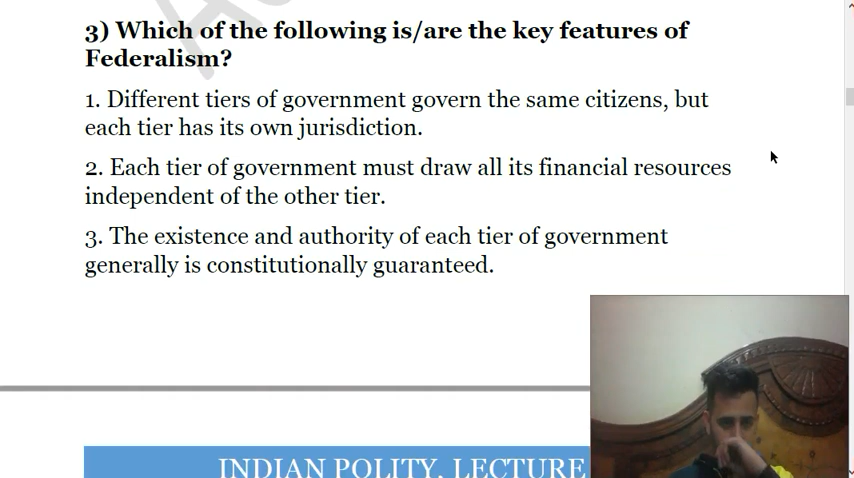 3) Which of the following is/are the key features of
Federalism?
1. Different tiers of government govern the same citizens, but
each tier has its own jurisdiction.
2. Each tier of government must draw all its financial resources
independent of the other tier.
3. The existence and authority of each tier of government
generally is constitutionally guaranteed.
INDIAN POLITY, LECTURE